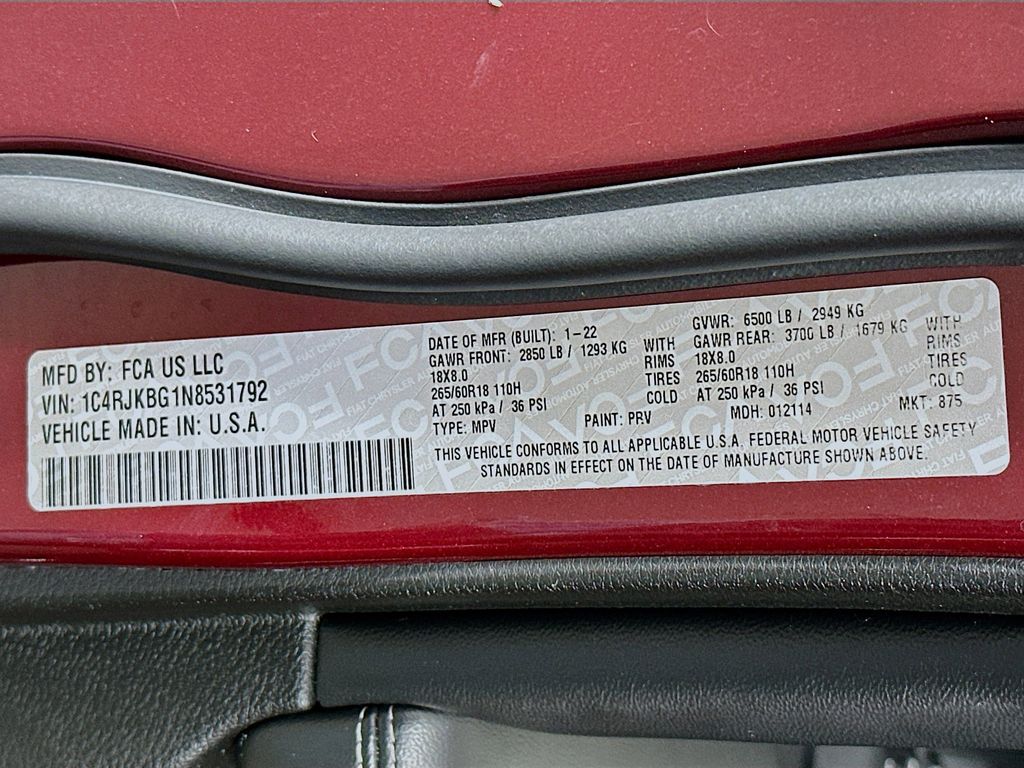 MFD BY: FCA US LLC
VIN: 1C4RJKBG1N8531792
VEHICLE MADE IN: U.S.A.
DATE OF MFR (BUILT): 1-22 GVWR: 6500 LB / 2949 KG
GAWR FRONT: 2850 LB / 1293 KG WITH GAWR REAR: 3700 LB / 1679 KG WITH
18X8.0 RIMS 18X8.0 RIMS
265/60R18 110H TIRES 265/60R18 110H TIRES
AT 250 kPa / 36 PSI COLD AT 250 kPa / 36 PSI COLD
TYPE: MPV PAINT: PRV MDH: 012114 MKT: 875
THIS VEHICLE CONFORMS TO ALL APPLICABLE U.S.A. FEDERAL MOTOR VEHICLE SAFETY
STANDARDS IN EFFECT ON THE DATE OF MANUFACTURE SHOWN ABOVE.